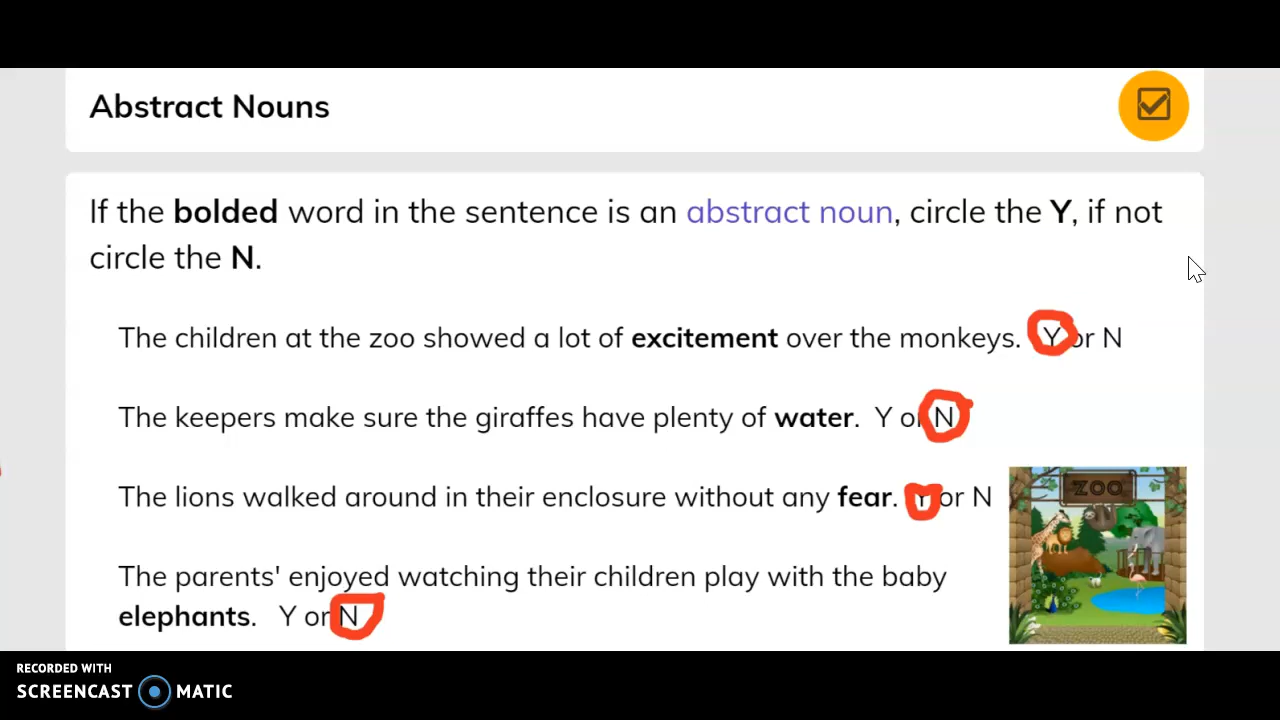 Abstract Nouns
If the bolded word in the sentence is an abstract noun, circle the Y, if not
circle the N.
The children at the zoo showed a lot of excitement over the monkeys. Y or N
The keepers make sure the giraffes have plenty of water. Y or N
The lions walked around in their enclosure without any fear. Y or N
ZOO
The parents' enjoyed watching their children play with the baby
elephants. Y or N
RECORDED WITH
SCREENCAST MATIC